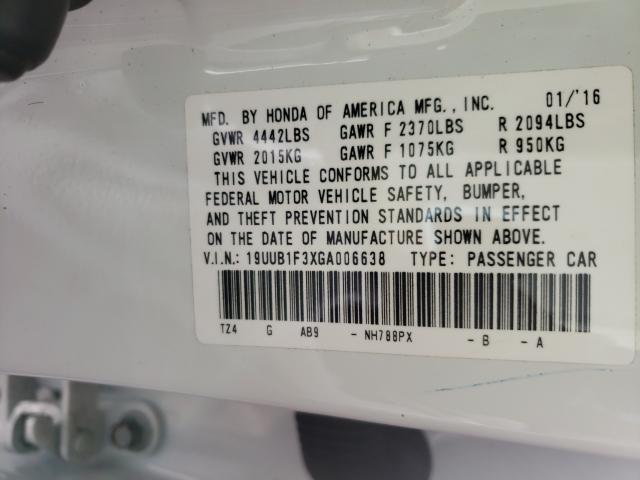 MFD. BY HONDA OF AMERICA MFG., INC. 01/'16
GVWR 4442LBS GAWR F 2370LBS R 2094LBS
GVWR 2015KG GAWR F 1075KG R 950KG
THIS VEHICLE CONFORMS TO ALL APPLICABLE
FEDERAL MOTOR VEHICLE SAFETY, BUMPER,
AND THEFT PREVENTION STANDARDS IN EFFECT
ON THE DATE OF MANUFACTURE SHOWN ABOVE.
V.I.N.: 19UUB1F3XGA006638 TYPE: PASSENGER CAR
TZ4 G AB9 - NH788PX - B - A